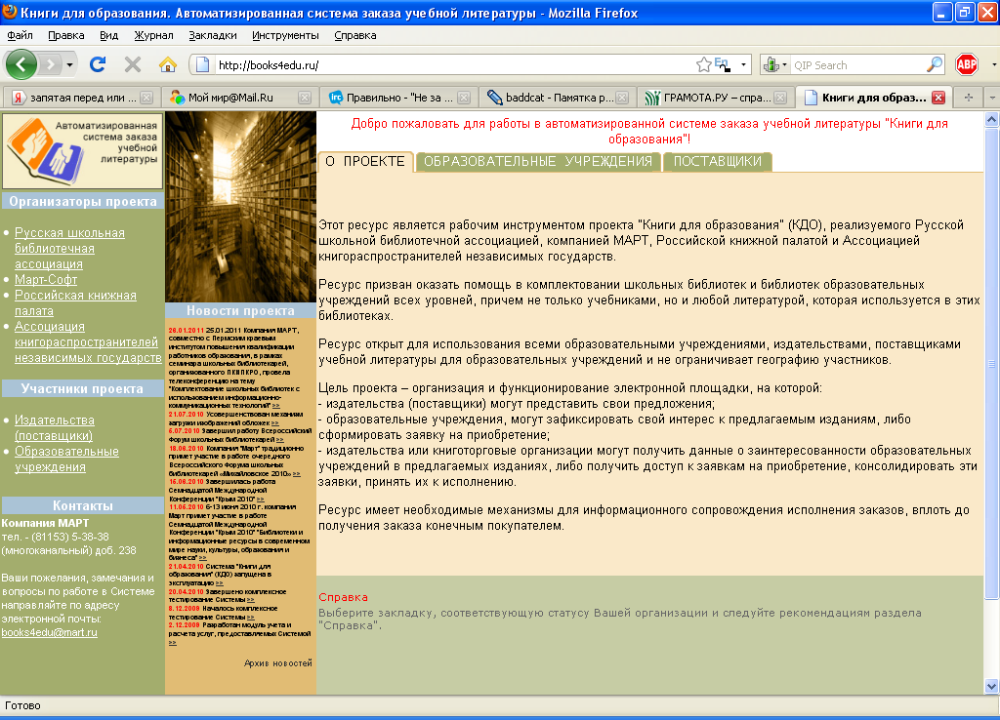 Книги для образования. Автоматизированная система заказа учебной литературы - Mozilla Firefox
Файл Правка Вид Журнал Закладки Инструменты Справка
http://books4edu.ru/
En
QIP Search
ABP
запятая перед или ...
Мой мир@Mail.Ru
Правильно - "Не за ...
baddcat - Памятка р...
ГРАМОТА.РУ – спра...
Книги для образ...
Автоматизированная
система заказа
учебной
литературы
Организаторы проекта
Русская школьная
библиотечная
ассоциация
Март-Софт
Российская книжная
палата
Ассоциация
книгораспространителей
независимых государств
Участники проекта
Издательства
(поставщики)
Образовательные
учреждения
Контакты
Компания МАРТ
тел. - (81153) 5-38-38
(многоканальный) доб. 238
Ваши пожелания, замечания и
вопросы по работе в Системе
направляйте по адресу
электронной почты:
books4edu@mart.ru
Новости проекта
26.01.2011 25.01.2011 Компания МАРТ,
совместно с Пермским краевым
институтом повышения квалификации
работников образования, в рамках
семинара школьных библиотекарей,
организованного ПКИПКРО, провела
телеконференцию на тему
"Комплектование школьных библиотек с
использованием информационно-
коммуникационных технологий" >>
21.07.2010 Усовершенствован механизм
загрузки изображений обложек >>
6.07.2010 Завершил работу Всероссийский
Форум школьных библиотекарей >>
18.06.2010 Компания "Март" традиционно
примет участие в работе очередного
Всероссийского Форума школьных
библиотекарей «Михайловское 2010» >>
15.06.2010 Завершилась работа
Семнадцатой Международной
Конференции "Крым 2010" >>
11.05.2010 6-13 июня 2010 г. компания
Март примет участие в работе
Семнадцатой Международной
Конференции "Крым 2010" "Библиотеки и
информационные ресурсы в современном
мире науки, культуры, образования и
бизнеса" >>
21.04.2010 Система "Книги для
образования" (КДО) запущена в
эксплуатацию >>
20.04.2010 Завершено комплексное
тестирование Системы >>
8.12.2009 Началось комплексное
тестирование Системы >>
2.12.2009 Разработан модуль учета и
расчета услуг, предоставляемых Системой
>>
Архив новостей
Добро пожаловать для работы в автоматизированной системе заказа учебной литературы "Книги для
образования"!
О ПРОЕКТЕ ОБРАЗОВАТЕЛЬНЫЕ УЧРЕЖДЕНИЯ ПОСТАВЩИКИ
Этот ресурс является рабочим инструментом проекта "Книги для образования" (КДО), реализуемого Русской
школьной библиотечной ассоциацией, компанией МАРТ, Российской книжной палатой и Ассоциацией
книгораспространителей независимых государств.
Ресурс призван оказать помощь в комплектовании школьных библиотек и библиотек образовательных
учреждений всех уровней, причем не только учебниками, но и любой литературой, которая используется в этих
библиотеках.
Ресурс открыт для использования всеми образовательными учреждениями, издательствами, поставщиками
учебной литературы для образовательных учреждений и не ограничивает географию участников.
Цель проекта – организация и функционирование электронной площадки, на которой:
- издательства (поставщики) могут представить свои предложения;
- образовательные учреждения, могут зафиксировать свой интерес к предлагаемым изданиям, либо
сформировать заявку на приобретение;
- издательства или книготорговые организации могут получить данные о заинтересованности образовательных
учреждений в предлагаемых изданиях, либо получить доступ к заявкам на приобретение, консолидировать эти
заявки, принять их к исполнению.
Ресурс имеет необходимые механизмы для информационного сопровождения исполнения заказов, вплоть до
получения заказа конечным покупателем.
Справка
Выберите закладку, соответствующую статусу Вашей организации и следуйте рекомендациям раздела
"Справка".
Готово